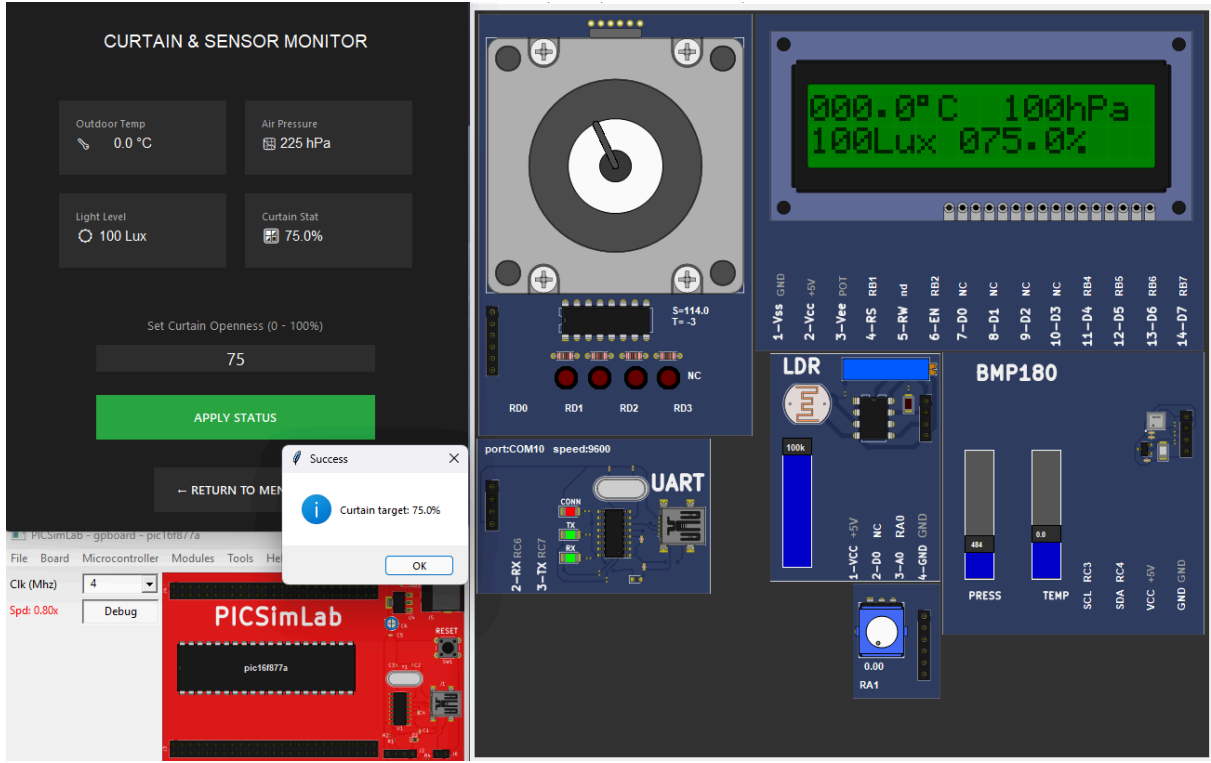 CURTAIN & SENSOR MONITOR
Outdoor Temp
0.0 °C
Air Pressure
225 hPa
Light Level
100 Lux
Curtain Stat
75.0%
Set Curtain Openness (0 - 100%)
75
APPLY STATUS
← RETURN TO MEN
Success
Curtain target: 75.0%
OK
PICSimLab - gpboard - pic16f877a
File Board Microcontroller Modules Tools Hel
Clk (Mhz)
4
Spd: 0.80x
Debug
PICSimLab
pic16f877a
RESET
S=114.0
T= -3
NC
RD0 RD1 RD2 RD3
000.0°C 100hPa
100Lux 075.0%
1-Vss GND
2-Vcc +5V
3-Vee POT
4-RS RB1
5-RW nd
6-EN RB2
7-D0 NC
8-D1 NC
9-D2 NC
10-D3 NC
11-D4 RB4
12-D5 RB5
13-D6 RB6
14-D7 RB7
port:COM10 speed:9600
UART
CONN
TX
RX
2-RX RC6
3-TX RC7
LDR
100k
1-VCC +5V
2-D0 NC
3-A0 RA0
4-GND GND
0.00
RA1
BMP180
484
0.0
PRESS
TEMP
SCL RC3
SDA RC4
VCC +5V
GND GND